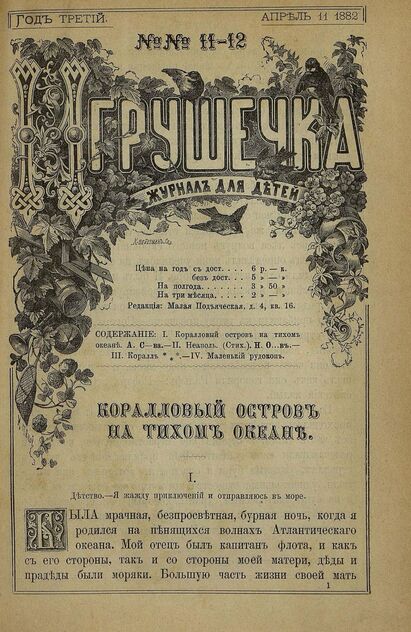 ГОДЪ ТРЕТІЙ.
АПРѢЛЬ 11 1882
№№ 11-12
ИГРУШЕЧКА
ЖУРНАЛЪ ДЛЯ ДѢТЕЙ
Цѣна на годъ съ дост. . . . 6 р. — к.
безъ дост. . . . 5 » — »
На полгода. . . . . . . 3 » 50 »
На три мѣсяца. . . . . . 2 » — »
Редакція: Малая Подъяческая, д. 4, кв. 16.
СОДЕРЖАНІЕ: I. Коралловый островъ на тихомъ
океанѣ. А. С—ва.—II. Неаполь. (Стих.). Н. О...въ.—
III. Кораллъ * * *.—IV. Маленькій рудокопъ.
КОРАЛЛОВЫЙ ОСТРОВЪ
НА ТИХОМЪ ОКЕАНѢ.
I.
Дѣтство.—Я жажду приключеній и отправляюсь въ море.
БЫЛА мрачная, безпросвѣтная, бурная ночь, когда я
родился на пѣнящихся волнахъ Атлантическаго
океана. Мой отецъ былъ капитанъ флота, и какъ
съ его стороны, такъ и со стороны моей матери, дѣды и
прадѣды были моряки. Большую часть жизни своей мать
1